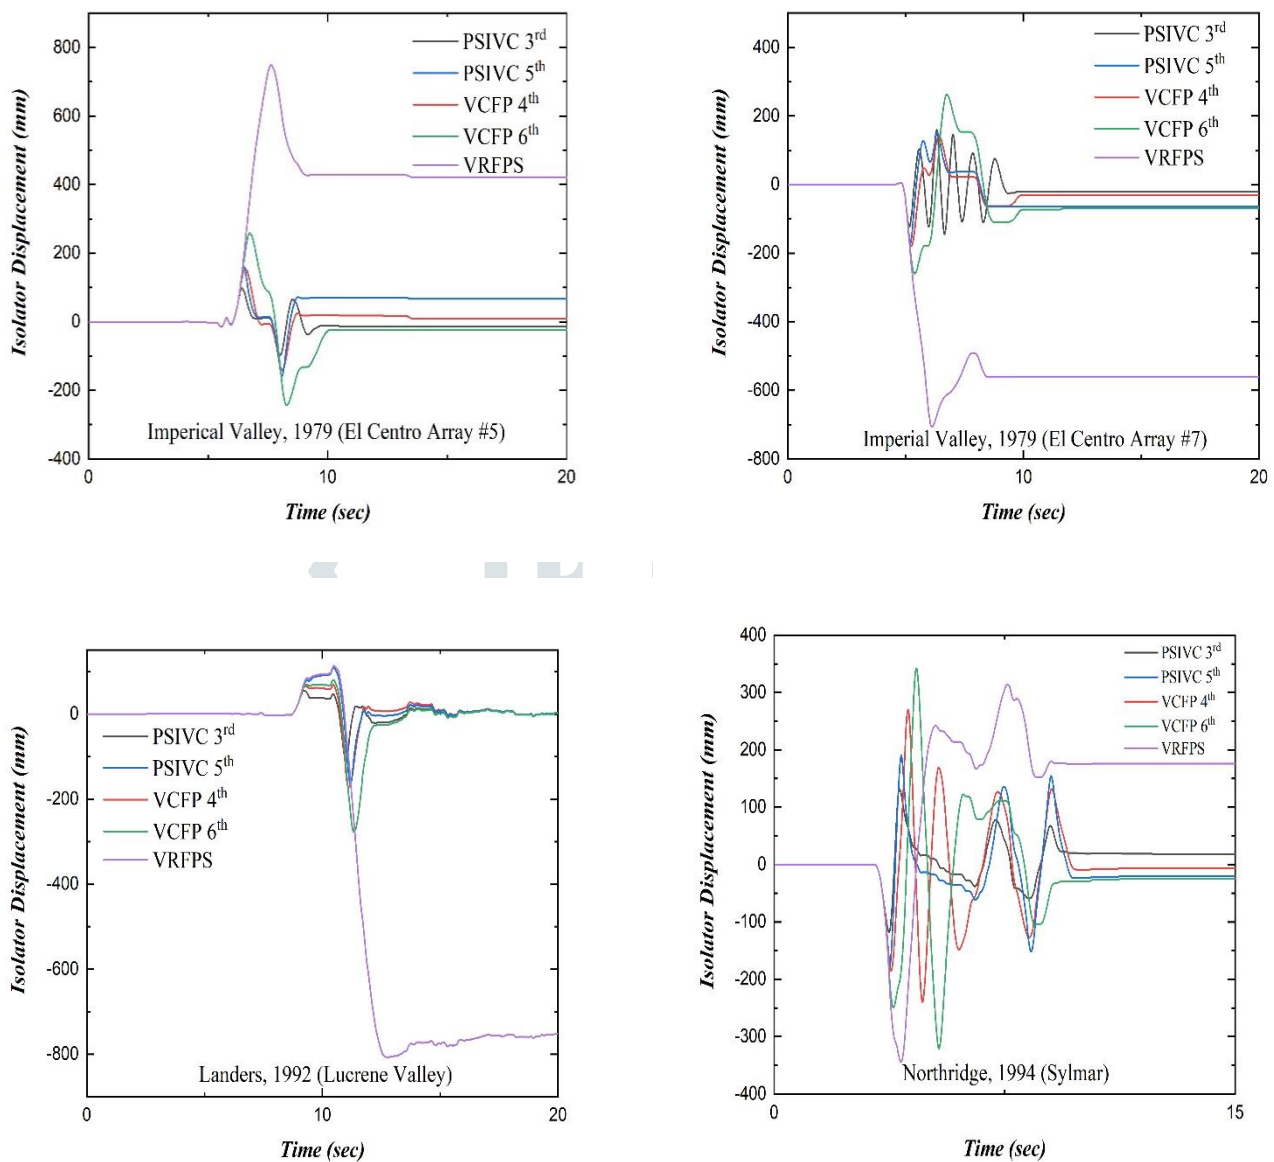 800
600
400
200
0
-200
-400
0
10
20
Isolator Displacement (mm)
PSIVC 3rd
PSIVC 5th
VCFP 4th
VCFP 6th
VRFPS
Imperical Valley, 1979 (El Centro Array #5)
Time (sec)
400
200
0
-200
-400
-600
-800
0
10
20
Isolator Displacement (mm)
PSIVC 3rd
PSIVC 5th
VCFP 4th
VCFP 6th
VRFPS
Imperial Valley, 1979 (El Centro Array #7)
Time (sec)
0
-200
-400
-600
-800
0
10
20
Isolator Displacement (mm)
PSIVC 3rd
PSIVC 5th
VCFP 4th
VCFP 6th
VRFPS
Landers, 1992 (Lucrene Valley)
Time (sec)
400
300
200
100
0
-100
-200
-300
-400
0
15
Isolator Displacement (mm)
PSIVC 3rd
PSIVC 5th
VCFP 4th
VCFP 6th
VRFPS
Northridge, 1994 (Sylmar)
Time (sec)